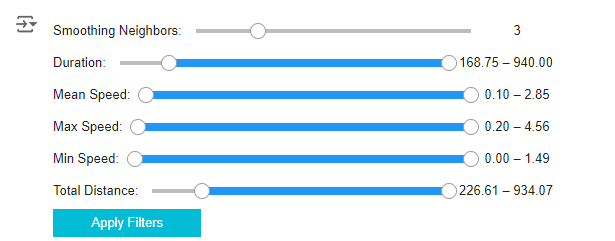 Smoothing Neighbors: 3
Duration: 168.75 – 940.00
Mean Speed: 0.10 – 2.85
Max Speed: 0.20 – 4.56
Min Speed: 0.00 – 1.49
Total Distance: 226.61 – 934.07
Apply Filters